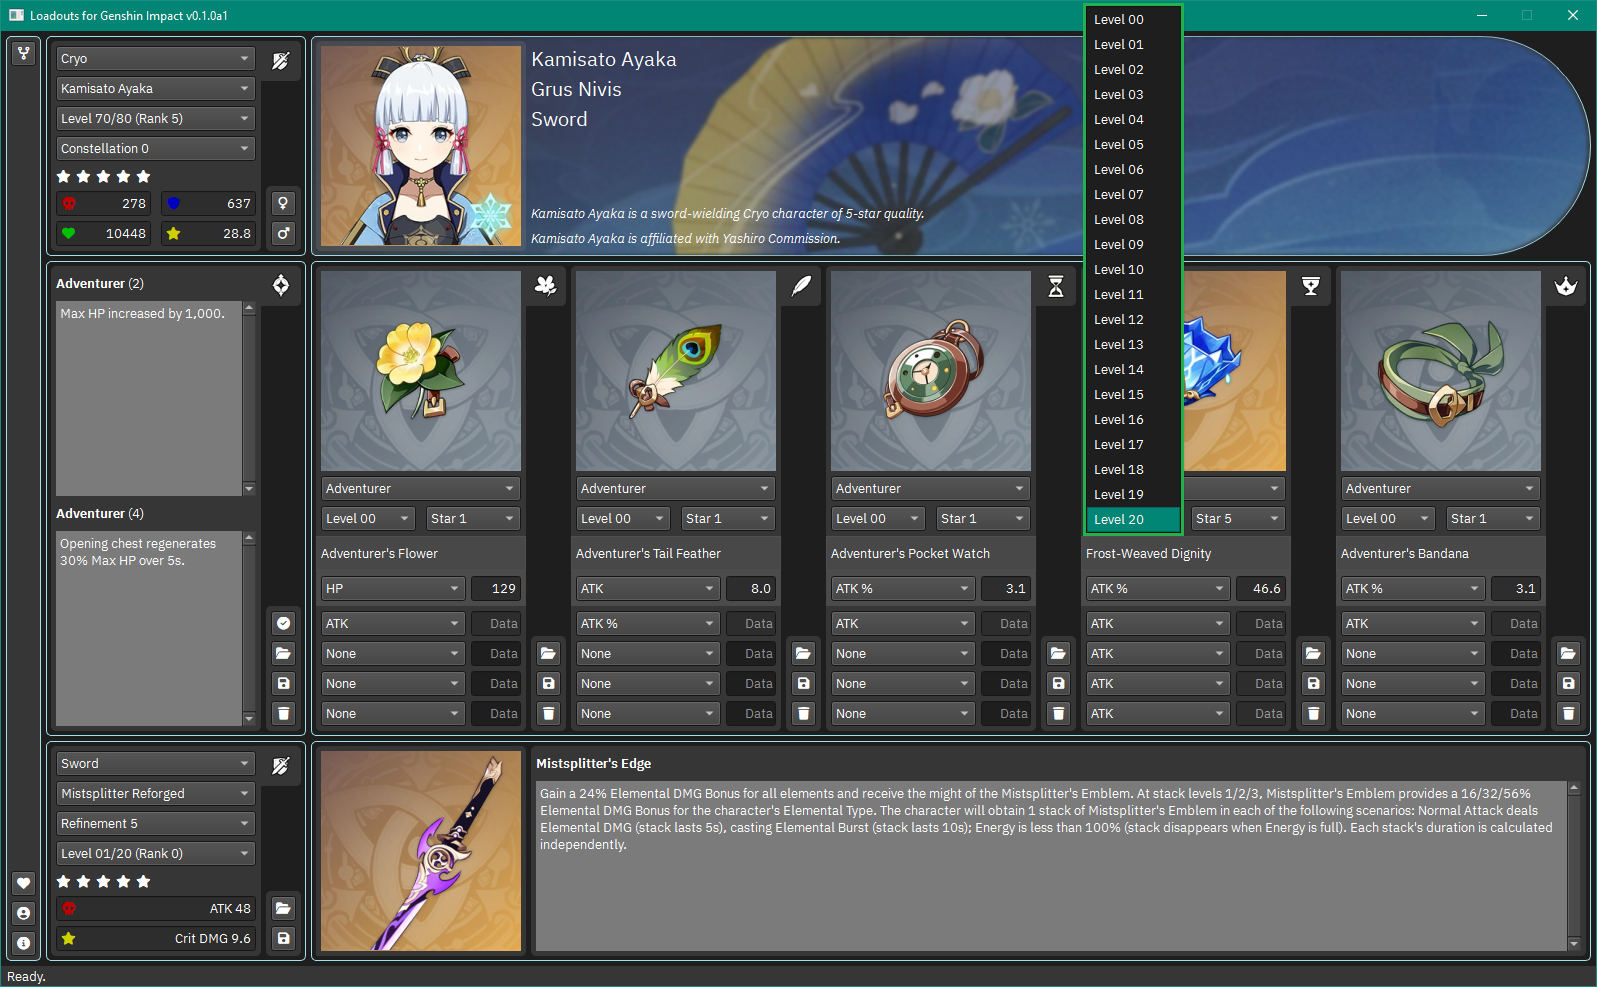 Loadouts for Genshin Impact v0.1.0a1
Cryo
Kamisato Ayaka
Level 70/80 (Rank 5)
Constellation 0
278
637
10448
28.8
Kamisato Ayaka
Grus Nivis
Sword
Kamisato Ayaka is a sword-wielding Cryo character of 5-star quality.
Kamisato Ayaka is affiliated with Yashiro Commission.
Level 00
Level 01
Level 02
Level 03
Level 04
Level 05
Level 06
Level 07
Level 08
Level 09
Level 10
Level 11
Level 12
Level 13
Level 14
Level 15
Level 16
Level 17
Level 18
Level 19
Level 20
Adventurer (2)
Max HP increased by 1,000.
Adventurer (4)
Opening chest regenerates
30% Max HP over 5s.
Adventurer
Level 00
Star 1
Adventurer's Flower
HP
129
ATK
Data
None
Data
None
Data
None
Data
Adventurer
Level 00
Star 1
Adventurer's Tail Feather
ATK
8.0
ATK %
Data
None
Data
None
Data
None
Data
Adventurer
Level 00
Star 1
Adventurer's Pocket Watch
ATK %
3.1
ATK
Data
None
Data
None
Data
None
Data
Star 5
Frost-Weaved Dignity
ATK %
46.6
ATK
Data
ATK
Data
ATK
Data
ATK
Data
Adventurer
Level 00
Star 1
Adventurer's Bandana
ATK %
3.1
ATK
Data
None
Data
None
Data
None
Data
Sword
Mistsplitter Reforged
Refinement 5
Level 01/20 (Rank 0)
ATK 48
Crit DMG 9.6
Mistsplitter's Edge
Gain a 24% Elemental DMG Bonus for all elements and receive the might of the Mistsplitter's Emblem. At stack levels 1/2/3, Mistsplitter's Emblem provides a 16/32/56%
Elemental DMG Bonus for the character's Elemental Type. The character will obtain 1 stack of Mistsplitter's Emblem in each of the following scenarios: Normal Attack deals
Elemental DMG (stack lasts 5s), casting Elemental Burst (stack lasts 10s); Energy is less than 100% (stack disappears when Energy is full). Each stack's duration is calculated
independently.
Ready.